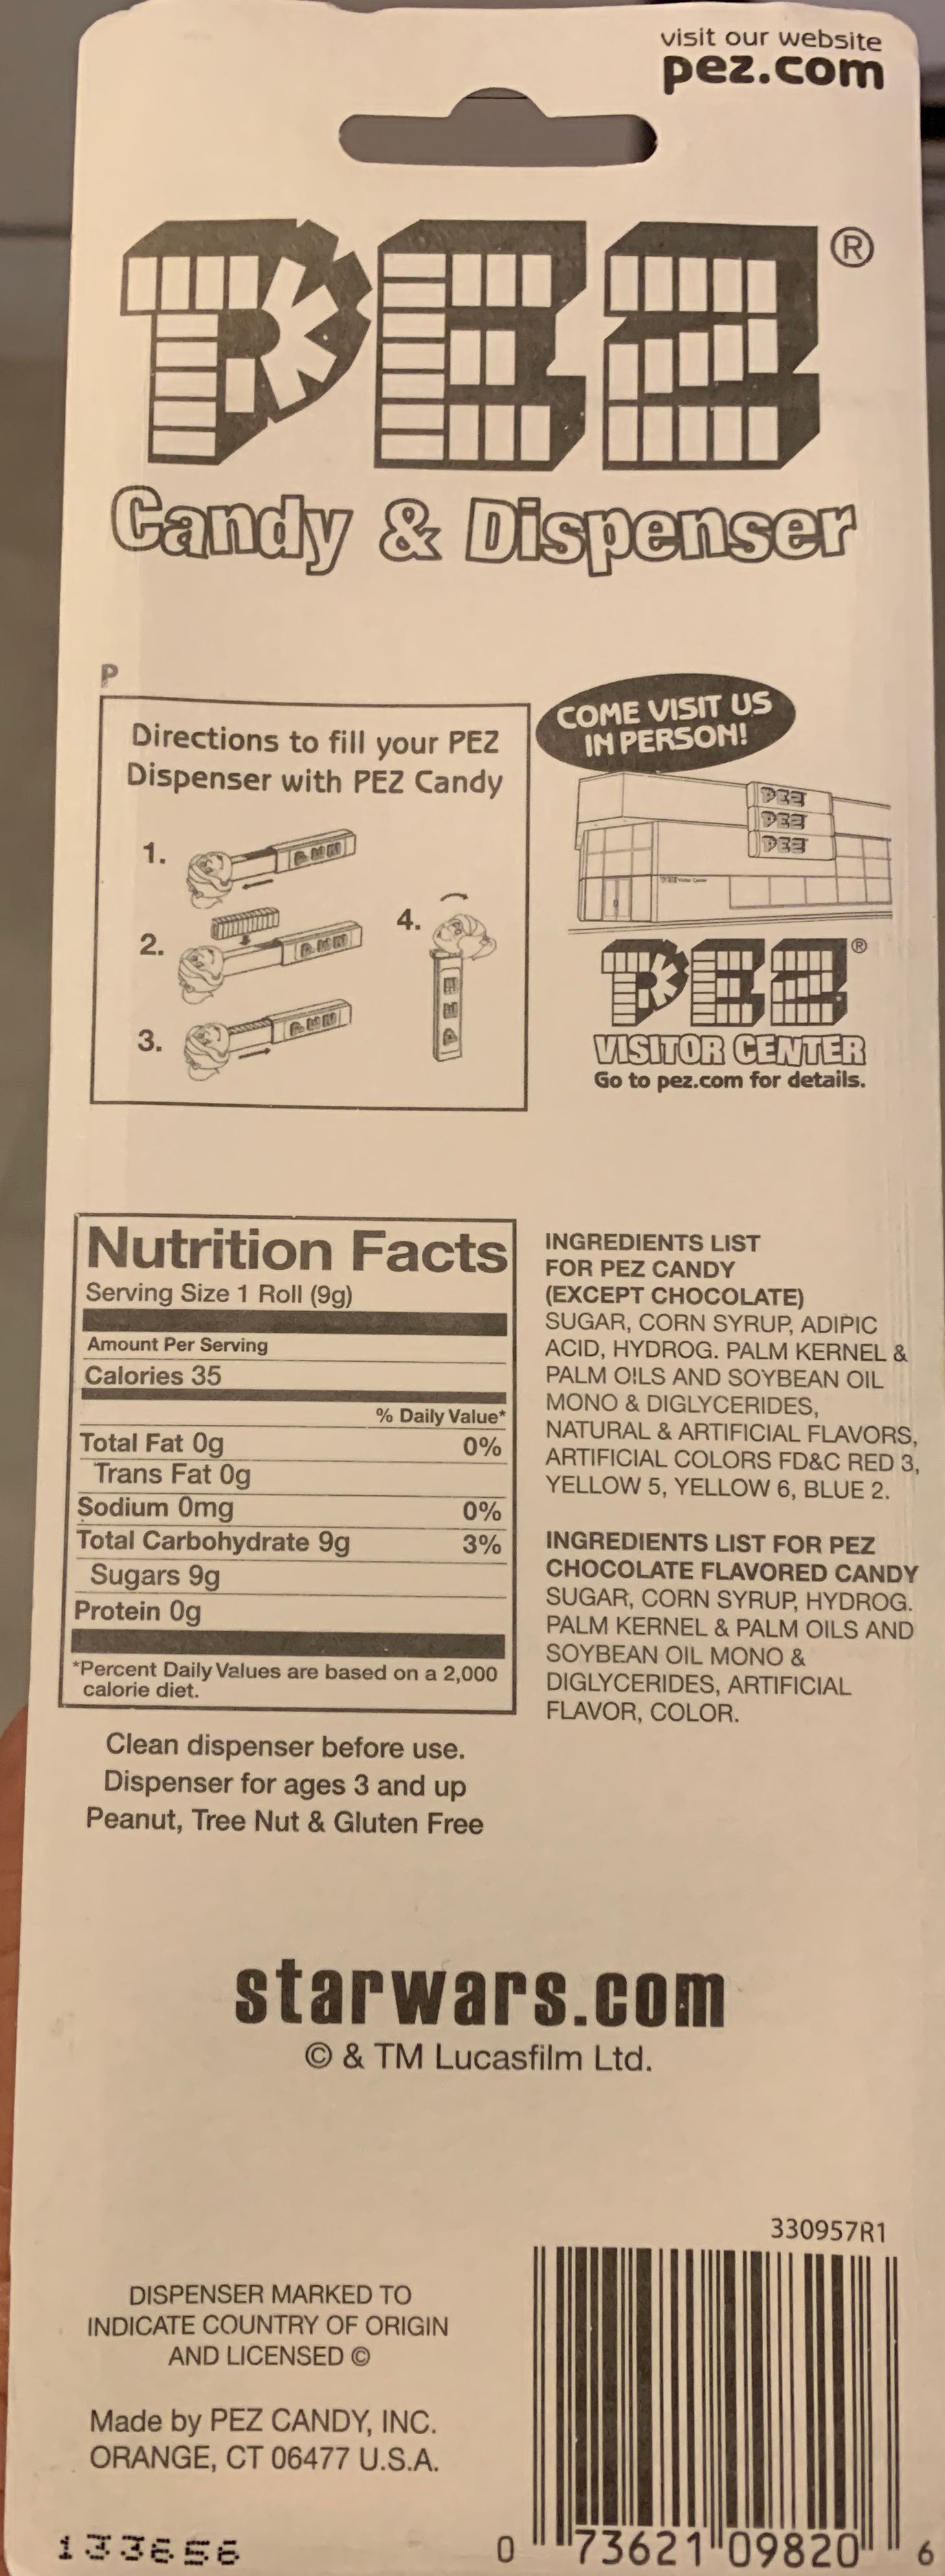 visit our website
pez.com
PEZ®
Candy & Dispenser
P
Directions to fill your PEZ
Dispenser with PEZ Candy
1.
2.
3.
4.
COME VISIT US
IN PERSON!
PEZ
PEZ
PEZ
PEZ®
VISITOR CENTER
Go to pez.com for details.
Nutrition Facts
Serving Size 1 Roll (9g)
Amount Per Serving
Calories 35
% Daily Value*
Total Fat 0g 0%
Trans Fat 0g
Sodium 0mg 0%
Total Carbohydrate 9g 3%
Sugars 9g
Protein 0g
*Percent Daily Values are based on a 2,000
calorie diet.
Clean dispenser before use.
Dispenser for ages 3 and up
Peanut, Tree Nut & Gluten Free
INGREDIENTS LIST
FOR PEZ CANDY
(EXCEPT CHOCOLATE)
SUGAR, CORN SYRUP, ADIPIC
ACID, HYDROG. PALM KERNEL &
PALM OILS AND SOYBEAN OIL
MONO & DIGLYCERIDES,
NATURAL & ARTIFICIAL FLAVORS,
ARTIFICIAL COLORS FD&C RED 3,
YELLOW 5, YELLOW 6, BLUE 2.
INGREDIENTS LIST FOR PEZ
CHOCOLATE FLAVORED CANDY
SUGAR, CORN SYRUP, HYDROG.
PALM KERNEL & PALM OILS AND
SOYBEAN OIL MONO &
DIGLYCERIDES, ARTIFICIAL
FLAVOR, COLOR.
starwars.com
© & TM Lucasfilm Ltd.
DISPENSER MARKED TO
INDICATE COUNTRY OF ORIGIN
AND LICENSED ©
Made by PEZ CANDY, INC.
ORANGE, CT 06477 U.S.A.
133656
330957R1
0 73621 09820 6